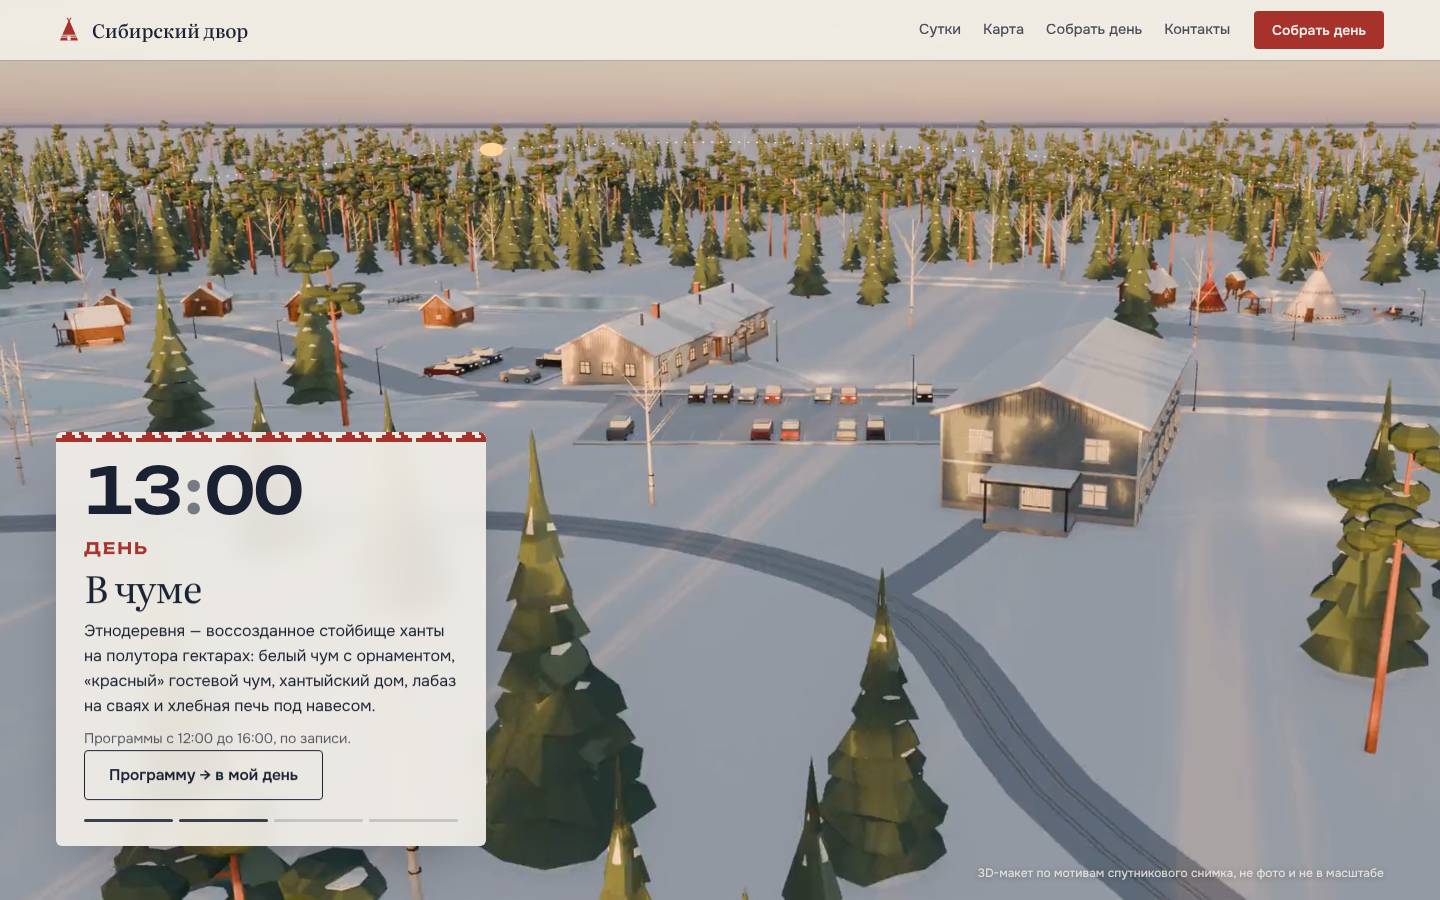 Сибирский двор
Сутки
Карта
Собрать день
Контакты
Собрать день
13:00
ДЕНЬ
В чуме
Этнодеревня — воссозданное стойбище ханты
на полутора гектарах: белый чум с орнаментом,
«красный» гостевой чум, хантыйский дом, лабаз
на сваях и хлебная печь под навесом.
Программы с 12:00 до 16:00, по записи.
Программу → в мой день
3D-макет по мотивам спутникового снимка, не фото и не в масштабе